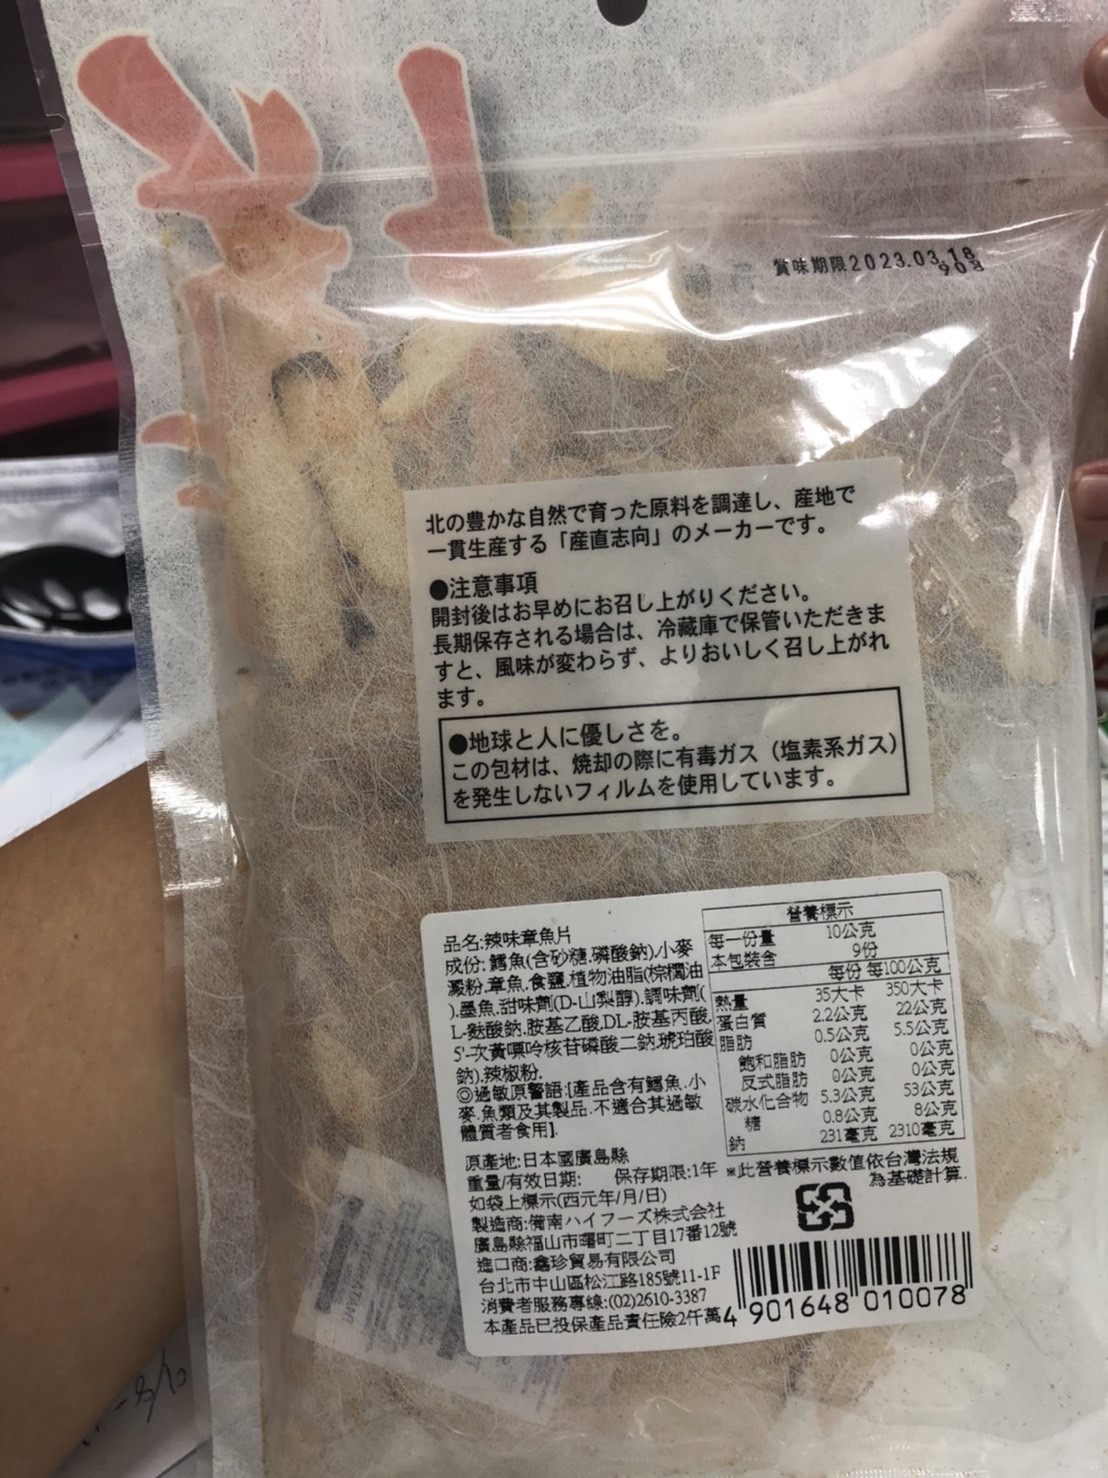 賞味期限2023.03.18
90g
北の豊かな自然で育った原料を調達し、産地で
一貫生産する「産直志向」のメーカーです。
●注意事項
開封後はお早めにお召し上がりください。
長期保存される場合は、冷蔵庫で保管いただきま
すと、風味が変わらず、よりおいしく召し上がれ
ます。
●地球と人に優しさを。
この包材は、焼却の際に有毒ガス（塩素系ガス）
を発生しないフィルムを使用しています。
品名:辣味章魚片
成份:鱈魚(含砂糖.磷酸鈉).小麥
澱粉.章魚.食鹽.植物油脂(棕櫚油
).墨魚.甜味劑(D-山梨醇).調味劑(
L-麩酸鈉.胺基乙酸.DL-胺基丙酸.
5'-次黃嘌呤核苷磷酸二鈉.琥珀酸
鈉).辣椒粉.
◎過敏原警語:[產品含有鱈魚.小
麥.魚類及其製品.不適合其過敏
體質者食用].
原產地:日本國廣島縣
重量/有效日期: 保存期限:1年
如袋上標示(西元年/月/日)
製造商:備南ハイフーズ株式会社
廣島縣福山市曙町二丁目17番12號
進口商:鑫珍貿易有限公司
台北市中山區松江路185號11-1F
消費者服務專線:(02)2610-3387
本產品已投保產品責任險2仟萬
營養標示
每一份量 10公克
本包裝含 9份
每份 每100公克
熱量 35大卡 350大卡
蛋白質 2.2公克 22公克
脂肪 0.5公克 5.5公克
飽和脂肪 0公克 0公克
反式脂肪 0公克 0公克
碳水化合物 5.3公克 53公克
糖 0.8公克 8公克
鈉 231毫克 2310毫克
※此營養標示數值依台灣法規
為基礎計算.
4 901648 010078